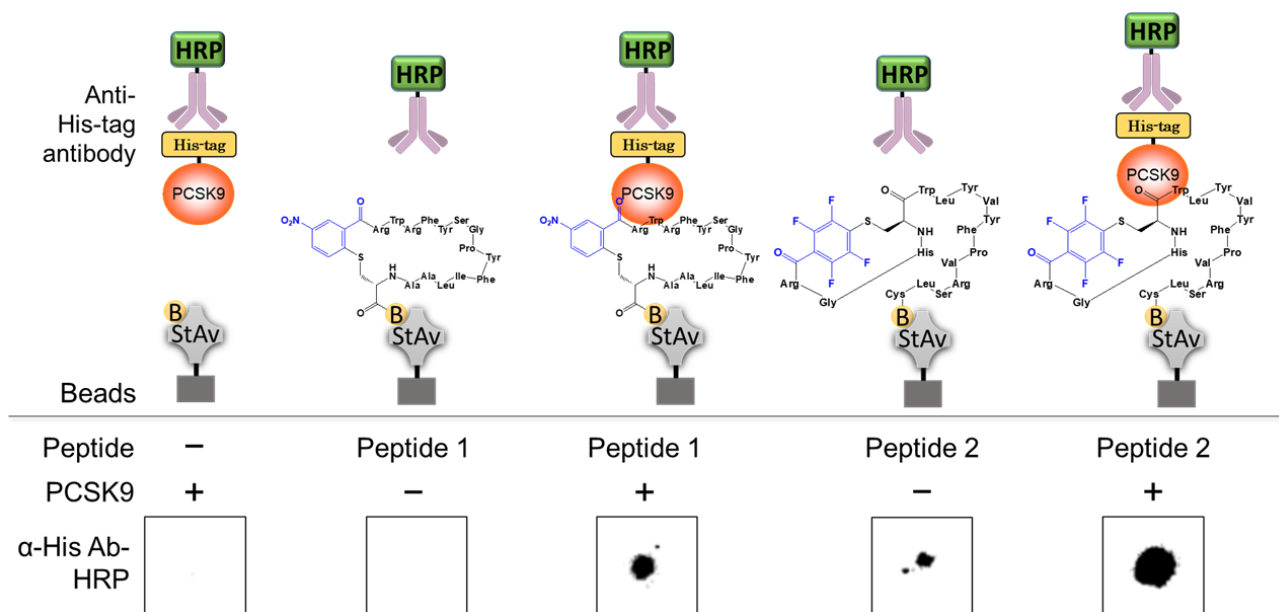 HRP
HRP
HRP
HRP
HRP
Anti-
His-tag
antibody
His-tag
His-tag
His-tag
PCSK9
PCSK9
PCSK9
O₂N
O
Arg
Trp
Arg
Phe
Tyr
Ser
Gly
Pro
Tyr
Phe
Ile
Leu
Ala
Ala
H
N
S
O
O₂N
O
Arg
Trp
Arg
Phe
Tyr
Ser
Gly
Pro
Tyr
Phe
Ile
Leu
Ala
Ala
H
N
S
O
F
F
F
F
S
O
Trp
Leu
Tyr
Val
Tyr
Phe
Pro
Val
Arg
Ser
Leu
Cys
NH
His
Gly
Arg
O
F
F
F
F
S
O
Trp
Leu
Tyr
Val
Tyr
Phe
Pro
Val
Arg
Ser
Leu
Cys
NH
His
Gly
Arg
O
B
StAv
B
StAv
B
StAv
B
StAv
B
StAv
Beads
Peptide – Peptide 1 Peptide 1 Peptide 2 Peptide 2
PCSK9 + – + – +
α-His Ab-
HRP